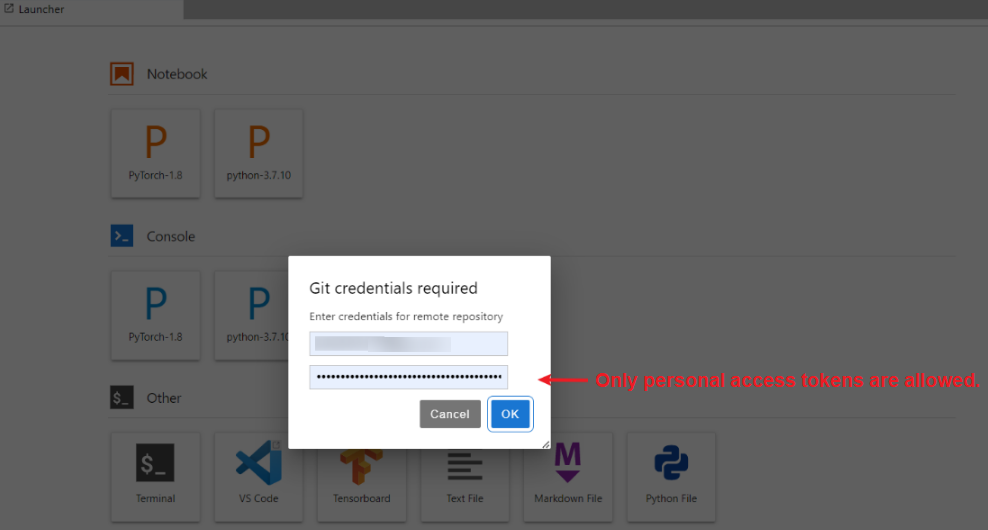 Launcher
Notebook
P
P
PyTorch-1.8
python-3.7.10
>_
Console
P
P
PyTorch-1.8
python-3.7.10
Git credentials required
Enter credentials for remote repository
Only personal access tokens are allowed.
Cancel
OK
$_
Other
$_
M
Terminal
VS Code
Tensorboard
Text File
Markdown File
Python File